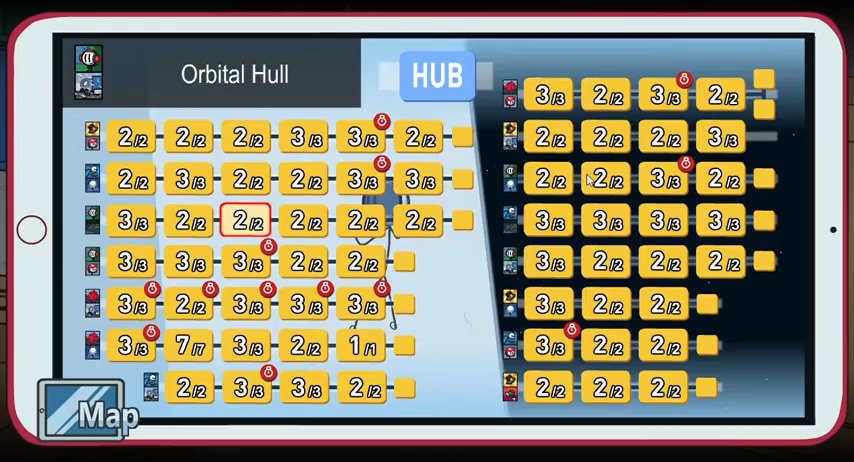 Orbital Hull
HUB
2/2 2/2 2/2 3/3 3/3 2/2
2/2 3/3 2/2 2/2 3/3 3/3
3/3 2/2 2/2 2/2 2/2 2/2
3/3 3/3 3/3 2/2 2/2
3/3 2/2 3/3 3/3 3/3
3/3 7/7 3/3 2/2 1/1
2/2 3/3 3/3 2/2
Map
3/3 2/2 3/3 2/2
2/2 2/2 2/2 3/3
2/2 2/2 3/3 2/2
3/3 3/3 3/3 3/3
3/3 2/2 2/2 2/2
3/3 2/2 2/2
3/3 2/2 2/2
2/2 2/2 2/2